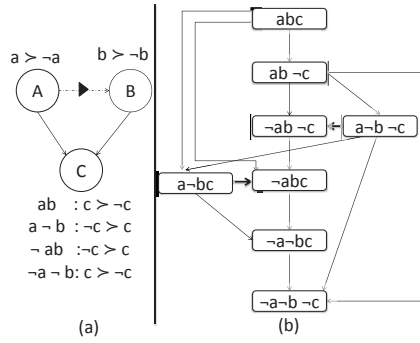 a ≻ ¬a
b ≻ ¬b
A
B
C
ab : c ≻ ¬c
a ¬ b : ¬c ≻ c
¬ ab :¬c ≻ c
¬a ¬ b: c ≻ ¬c
(a)
abc
ab ¬c
¬ab ¬c
a¬b ¬c
a¬bc
¬abc
¬a¬bc
¬a¬b ¬c
(b)